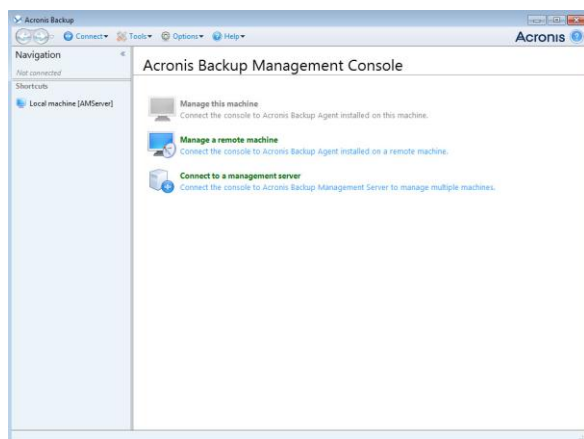 Acronis Backup
Connect Tools Options Help Acronis
Navigation
Not connected
Shortcuts
Local machine [AMServer]
Acronis Backup Management Console
Manage this machine
Connect the console to Acronis Backup Agent installed on this machine.
Manage a remote machine
Connect the console to Acronis Backup Agent installed on a remote machine.
Connect to a management server
Connect the console to Acronis Backup Management Server to manage multiple machines.